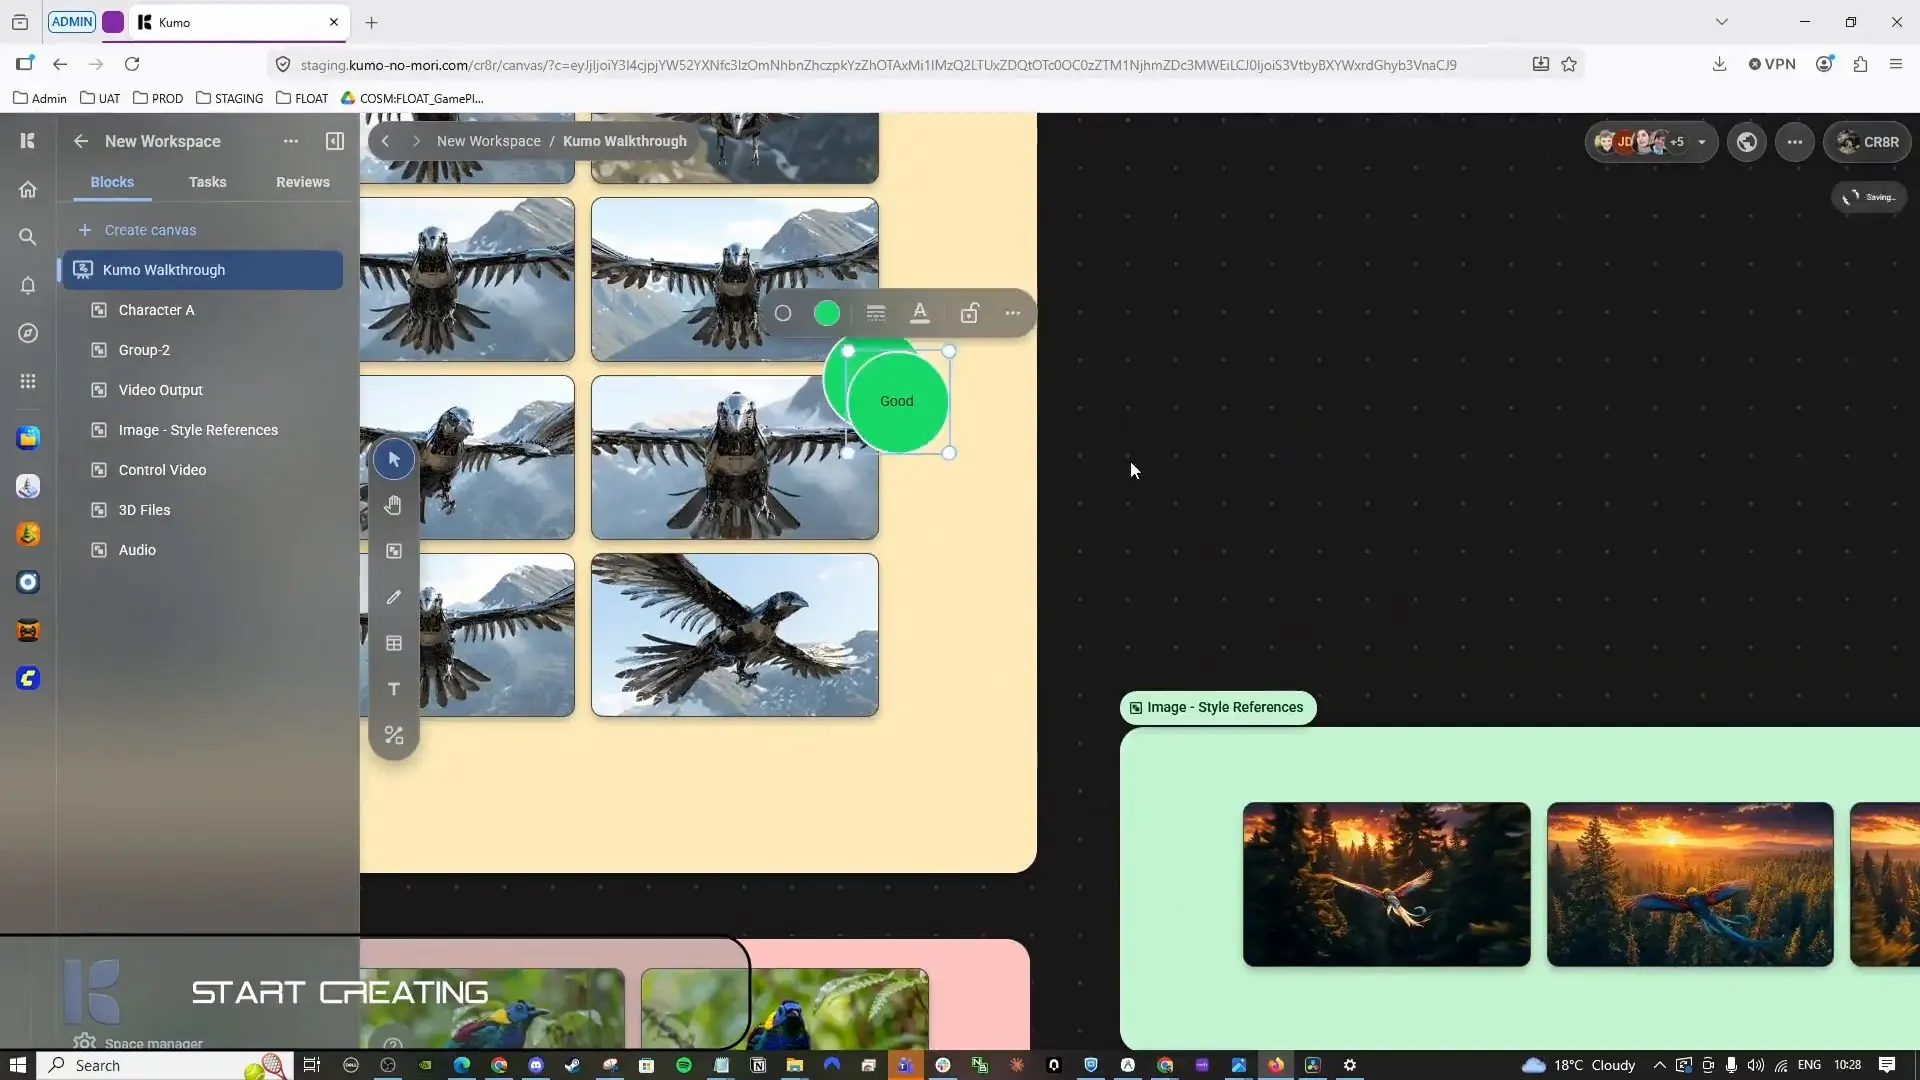 ADMIN
Kumo
staging.kumo-no-mori.com/cr8r/canvas/?c=eyJjIjoiY3I4cjpjYW52YXNfc3lzOmNhbnZhczpkYzZhOTAxMi1lMzQ2LTUxZDQtOTc0OC0zZTM1NjhmZDc3MWEiLCJ0IjoiS3VtbyBXYWxrdGhyb3VnaCJ9
VPN
Admin
UAT
PROD
STAGING
FLOAT
COSM:FLOAT_GamePl...
New Workspace
New Workspace / Kumo Walkthrough
JD
+5
CR8R
Blocks
Tasks
Reviews
Saving...
Create canvas
Kumo Walkthrough
Character A
Group-2
Video Output
Image - Style References
Control Video
3D Files
Audio
Good
Image - Style References
START CREATING
Space manager
Search
18°C Cloudy
ENG
10:28